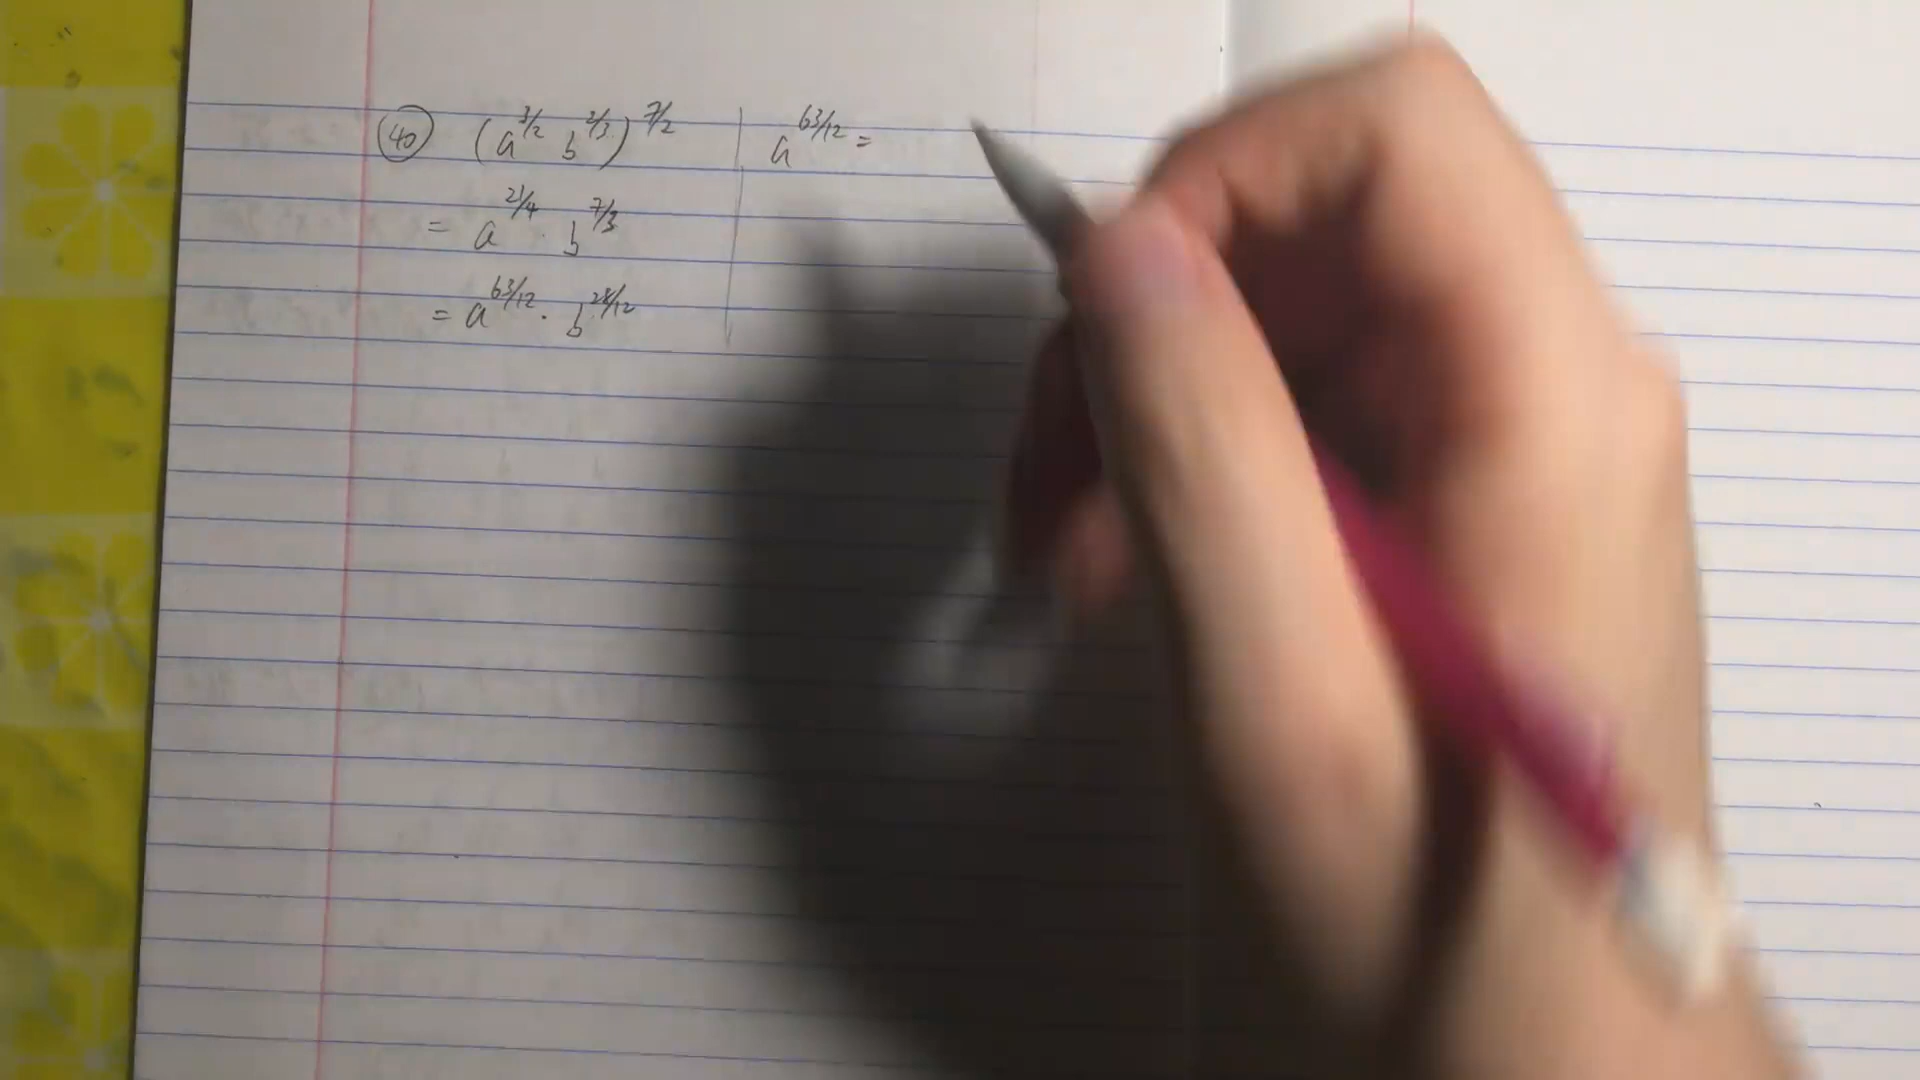 40 (a^3/2 b^2/3)^7/2
= a^21/4 · b^7/3
= a^63/12 · b^28/12
a^63/12 =